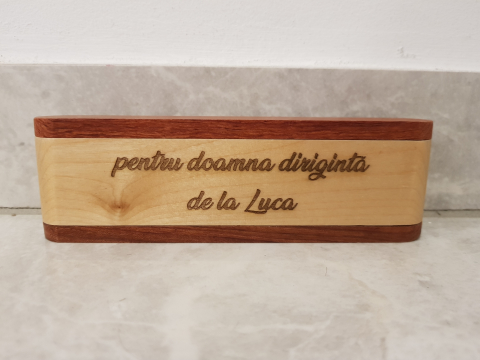 pentru doamna diriginta
de la Luca